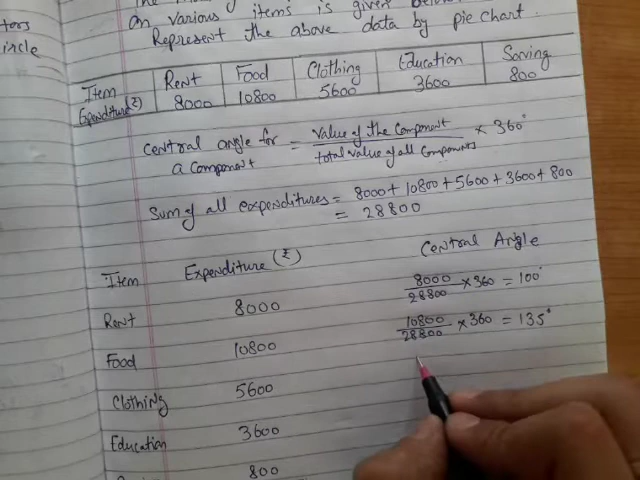 tors
incle
on various items is given below
Represent the above data by pie chart.
Item Rent Food Clothing Education Saving
Expenditure(₹) 8000 10800 5600 3600 800
Central angle for a Component = Value of the Component / total value of all Components × 360°
Sum of all expenditures = 8000+10800+5600+3600+800
= 28800
Item Expenditure (₹) Central Angle
Rent 8000 8000/28800 × 360 = 100°
Food 10800 10800/28800 × 360 = 135°
Clothing 5600
Education 3600
800